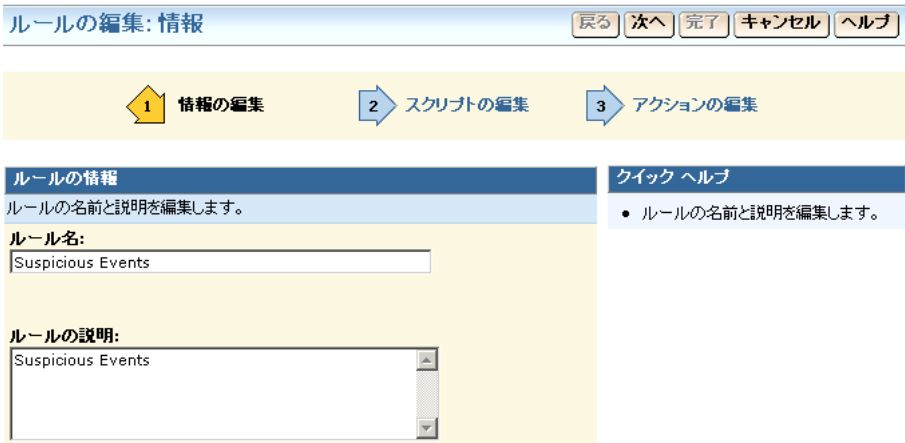 ルールの編集: 情報
戻る 次へ 完了 キャンセル ヘルプ
1 情報の編集 2 スクリプトの編集 3 アクションの編集
ルールの情報
ルールの名前と説明を編集します。
ルール名:
Suspicious Events
ルールの説明:
Suspicious Events
クイック ヘルプ
● ルールの名前と説明を編集します。